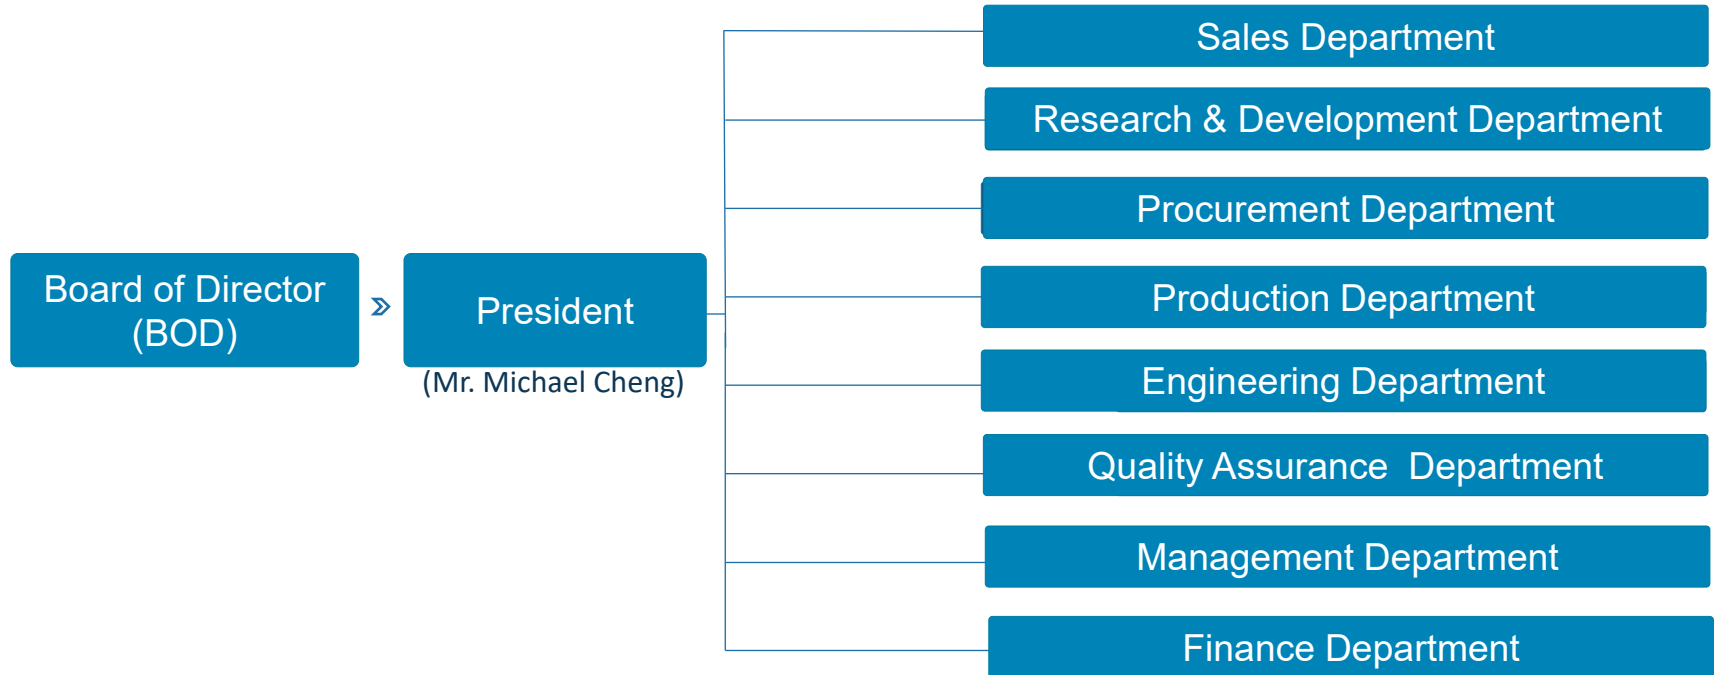 Board of Director
(BOD)
President
(Mr. Michael Cheng)
Sales Department
Research & Development Department
Procurement Department
Production Department
Engineering Department
Quality Assurance  Department
Management Department
Finance Department